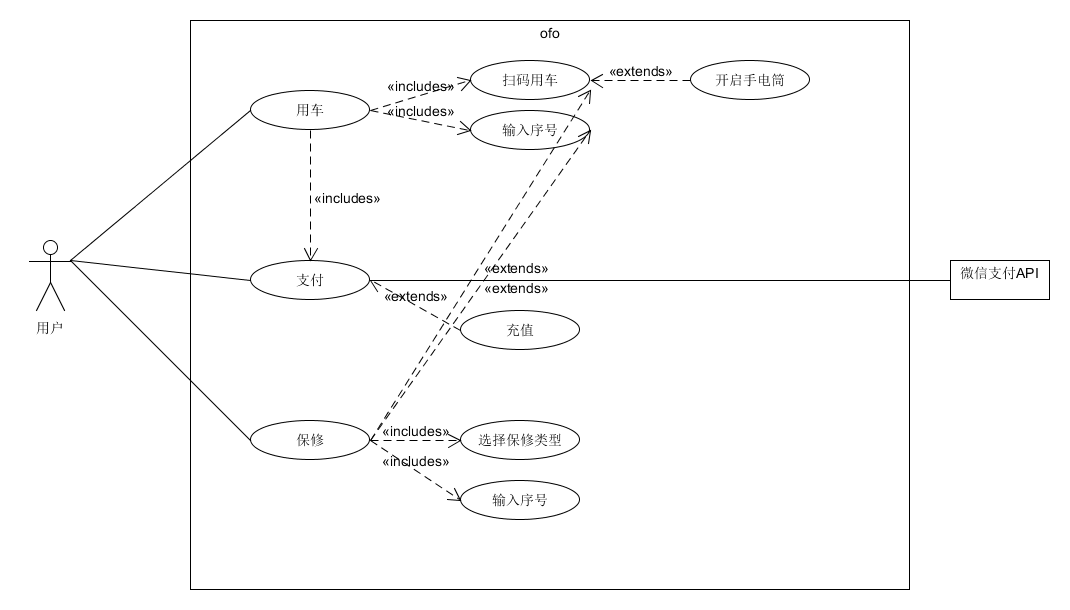 ofo
«includes»
扫码用车
«extends»
开启手电筒
用车
«includes»
输入序号
«includes»
用户
支付
«extends»
«extends»
微信支付API
«extends»
充值
保修
«includes»
选择保修类型
«includes»
输入序号